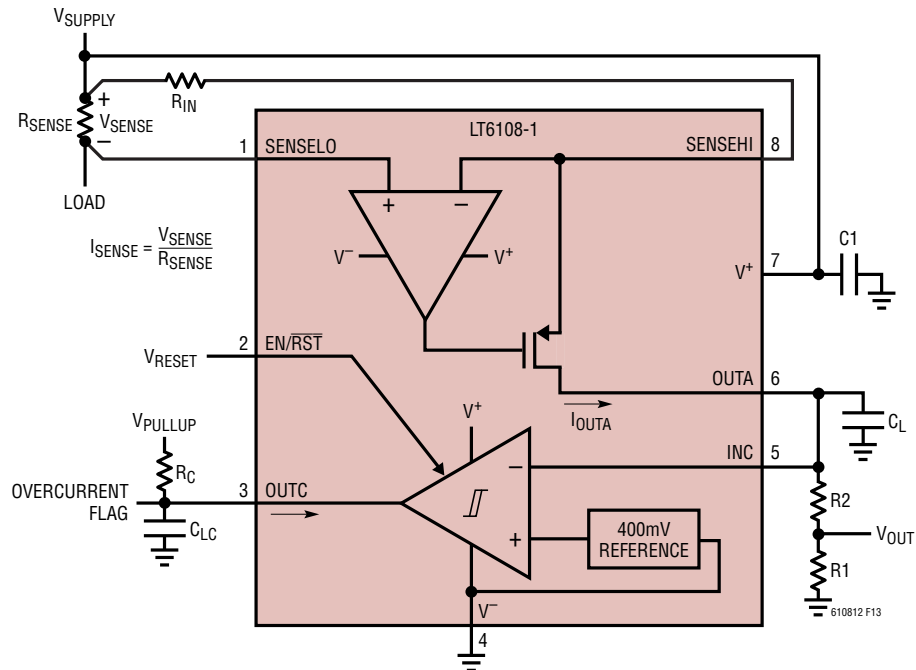 VSUPPLY
RIN
+
RSENSE
VSENSE
−
LOAD
ISENSE = VSENSE
RSENSE
LT6108-1
1
SENSELO
SENSEHI
8
+
−
V−
V+
V+
7
C1
2
EN/RST
VRESET
OUTA
6
IOUTA
CL
VPULLUP
RC
V+
INC
5
−
OVERCURRENT
FLAG
3
OUTC
CLC
+
400mV
REFERENCE
R2
VOUT
R1
V−
4
610812 F13